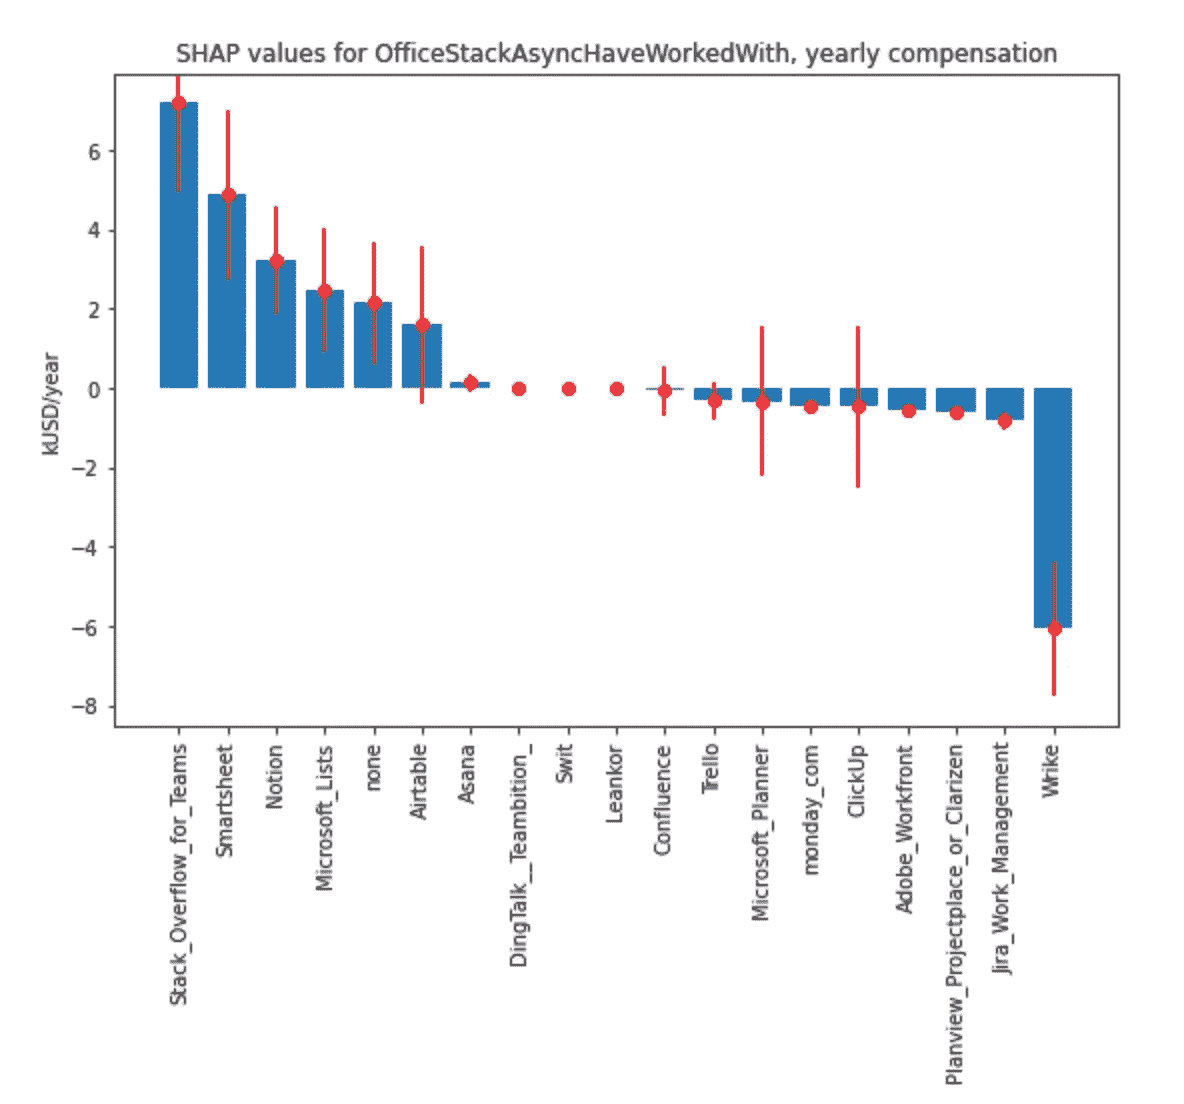 SHAP values for OfficeStackAsyncHaveWorkedWith, yearly compensation
kUSD/year
6
4
2
0
−2
−4
−6
−8
Stack_Overflow_for_Teams
Smartsheet
Notion
Microsoft_Lists
none
Airtable
Asana
DingTalk__Teambition_
Swit
Leankor
Confluence
Trello
Microsoft_Planner
monday_com
ClickUp
Adobe_Workfront
Planview_Projectplace_or_Clarizen
Jira_Work_Management
Wrike